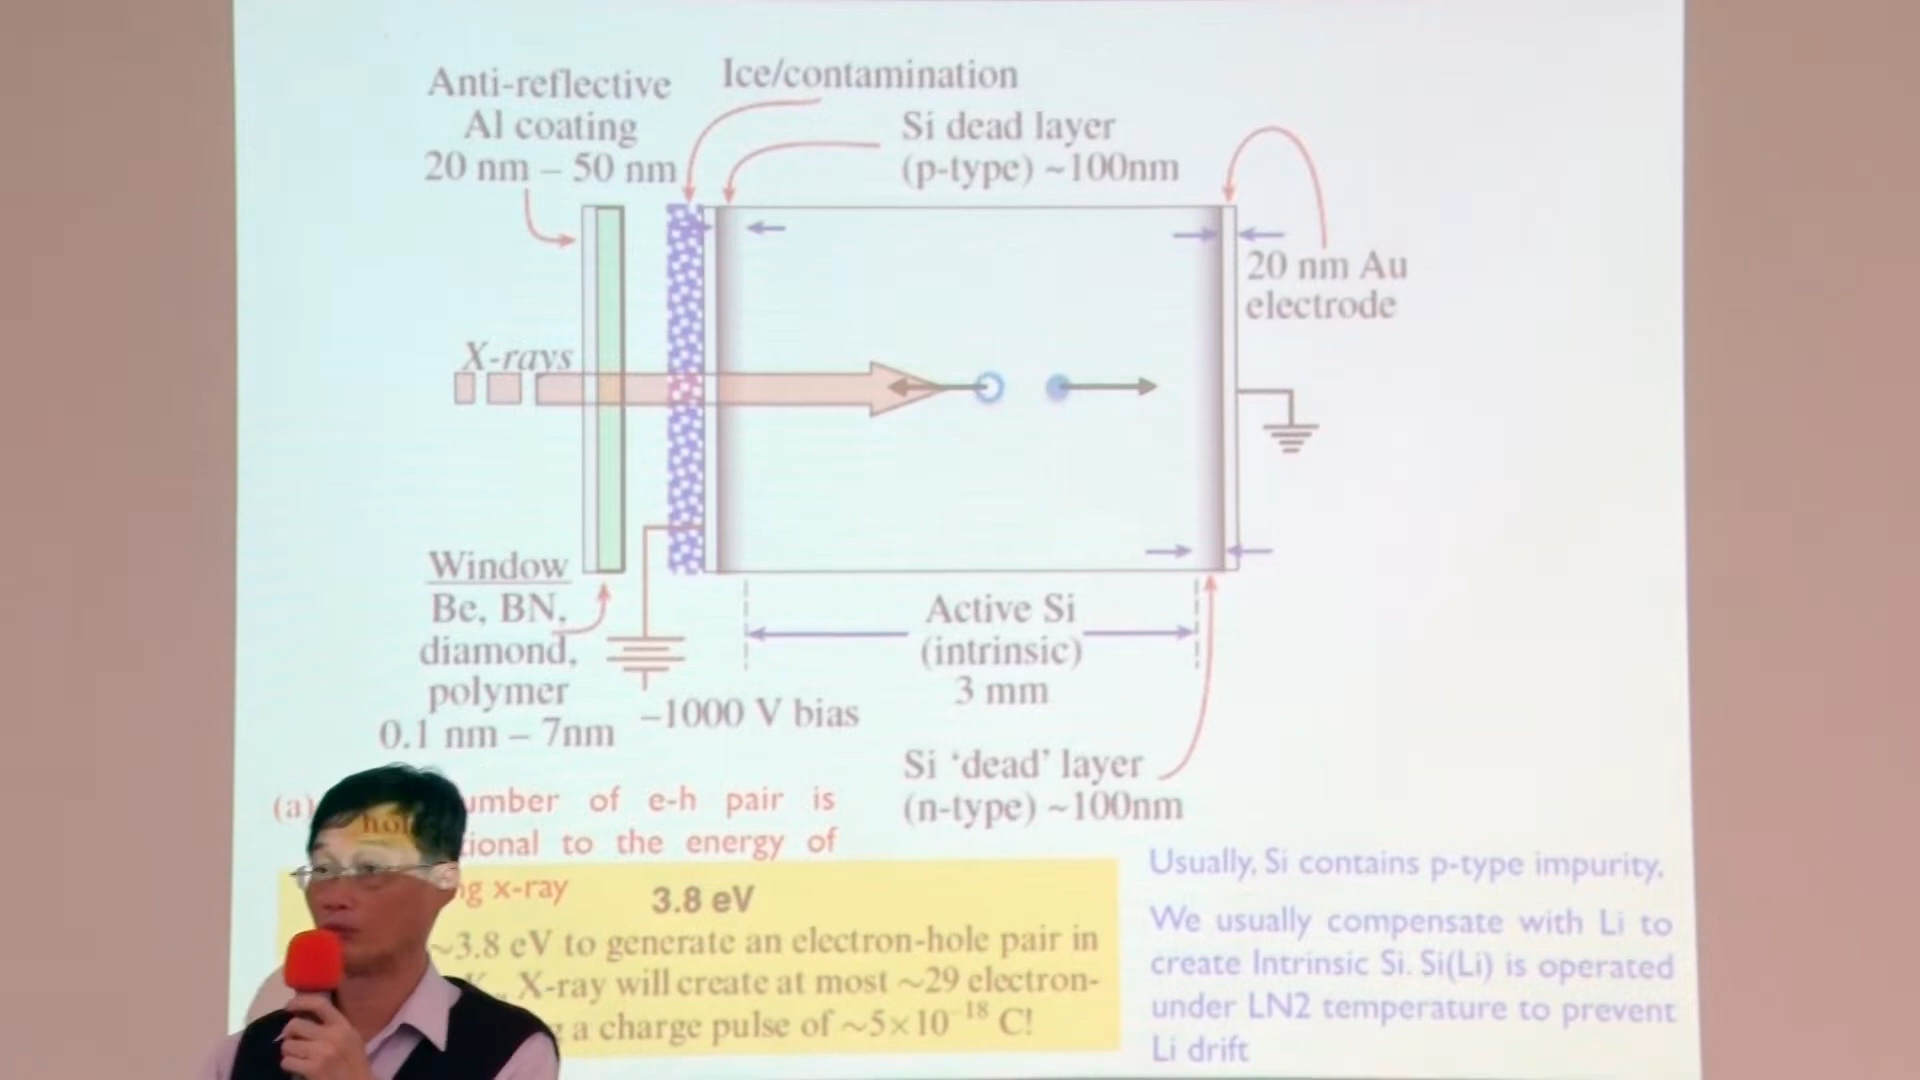 Anti-reflective
Al coating
20 nm – 50 nm
Ice/contamination
Si dead layer
(p-type) ~100nm
20 nm Au
electrode
X-rays
Window
Be, BN,
diamond,
polymer
0.1 nm – 7nm
–1000 V bias
Active Si
(intrinsic)
3 mm
Si ‘dead’ layer
(n-type) ~100nm
(a) umber of e-h pair is
tional to the energy of
ng x-ray
3.8 eV
~3.8 eV to generate an electron-hole pair in
X-ray will create at most ~29 electron-
a charge pulse of ~5×10⁻¹⁸ C!
Usually, Si contains p-type impurity.
We usually compensate with Li to
create Intrinsic Si. Si(Li) is operated
under LN2 temperature to prevent
Li drift